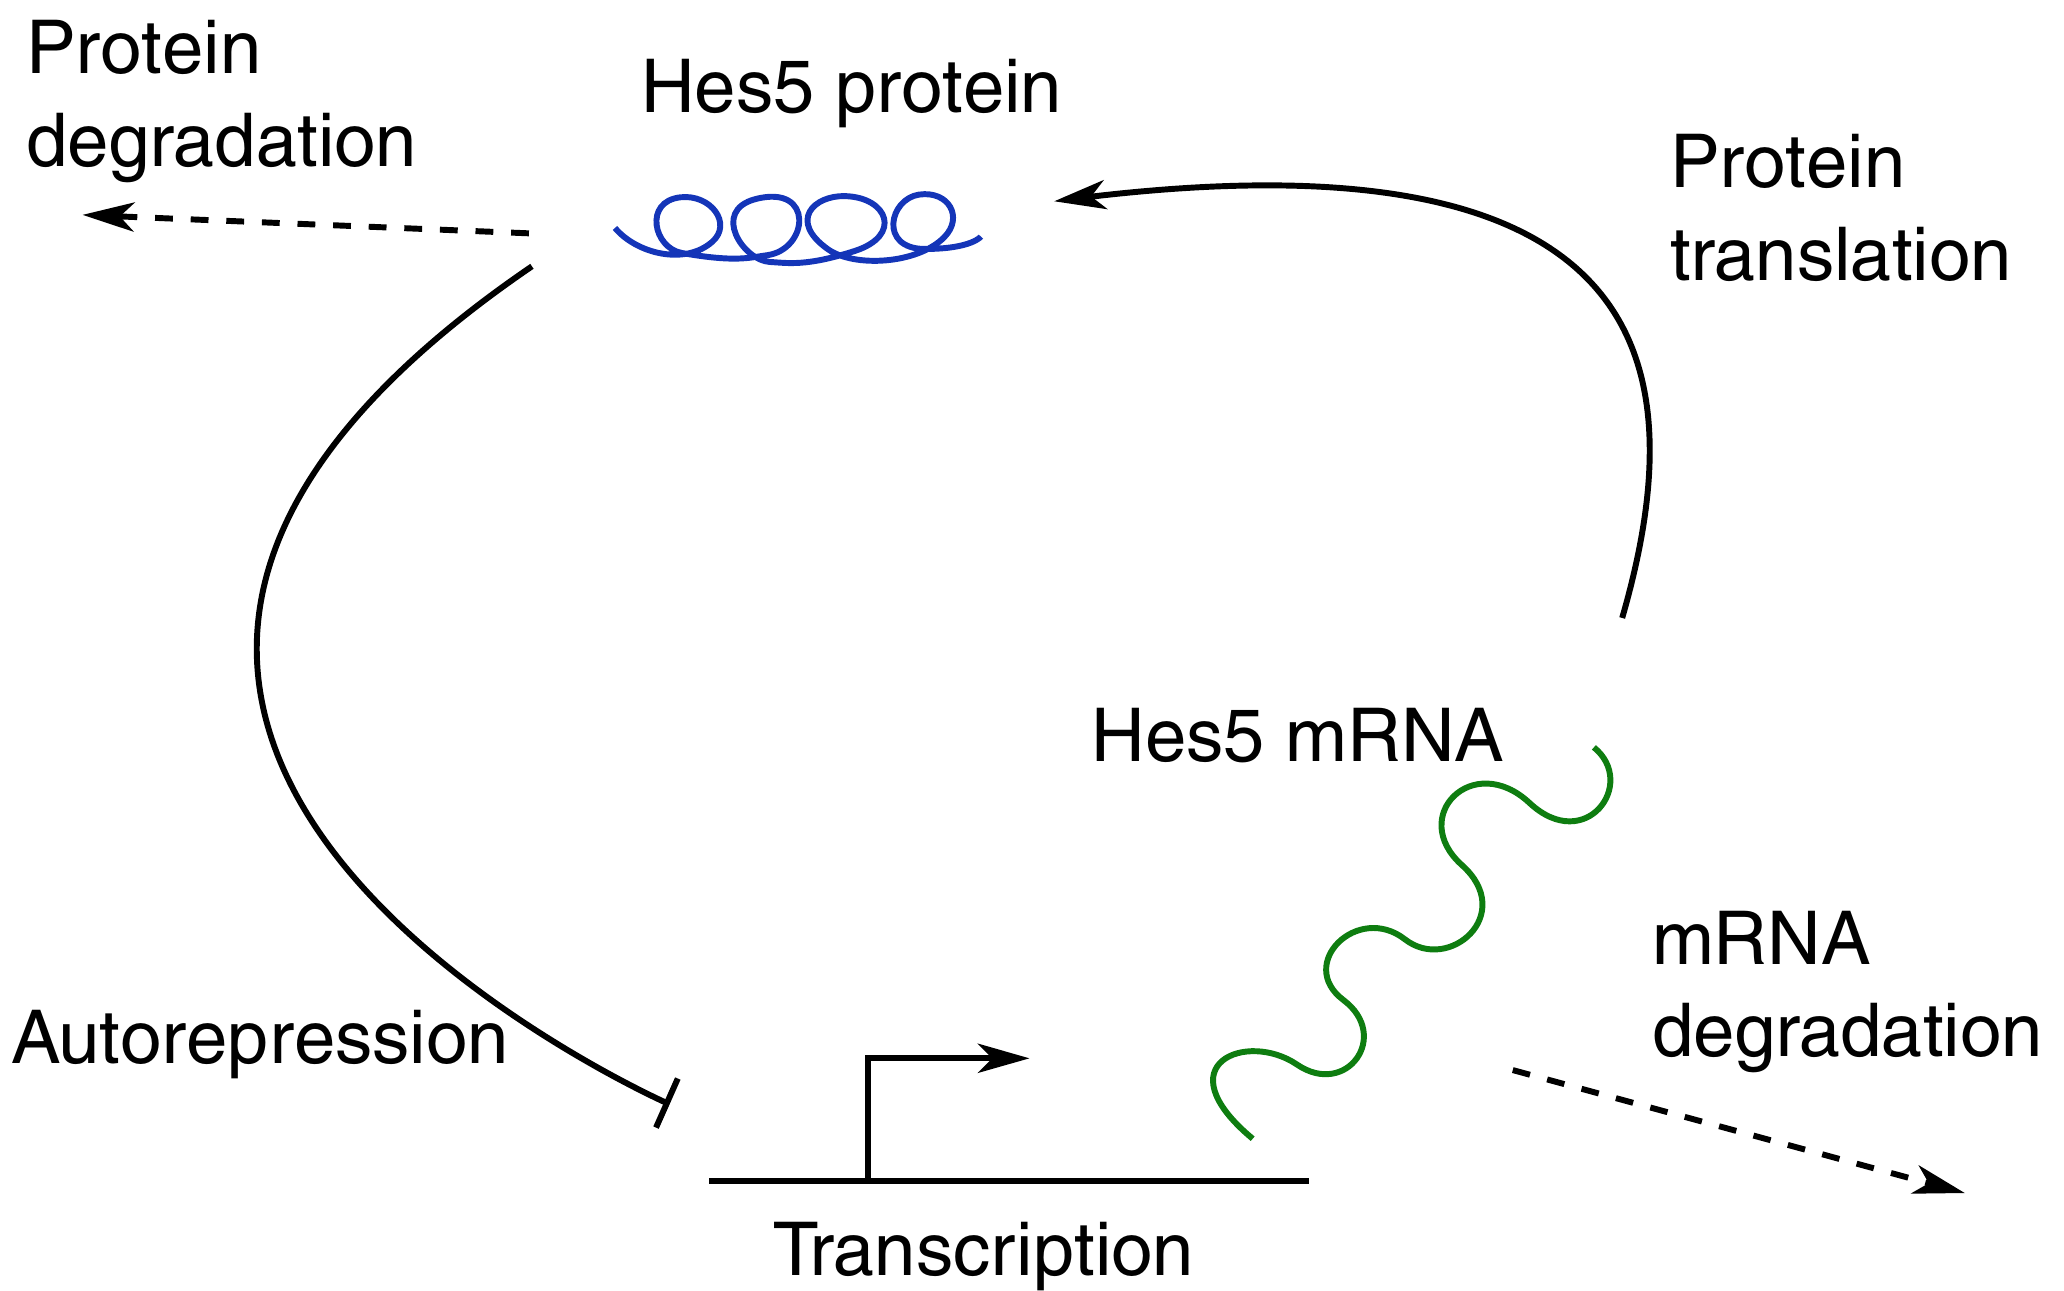 Protein
degradation
Hes5 protein
Protein
translation
Hes5 mRNA
mRNA
degradation
Autorepression
Transcription